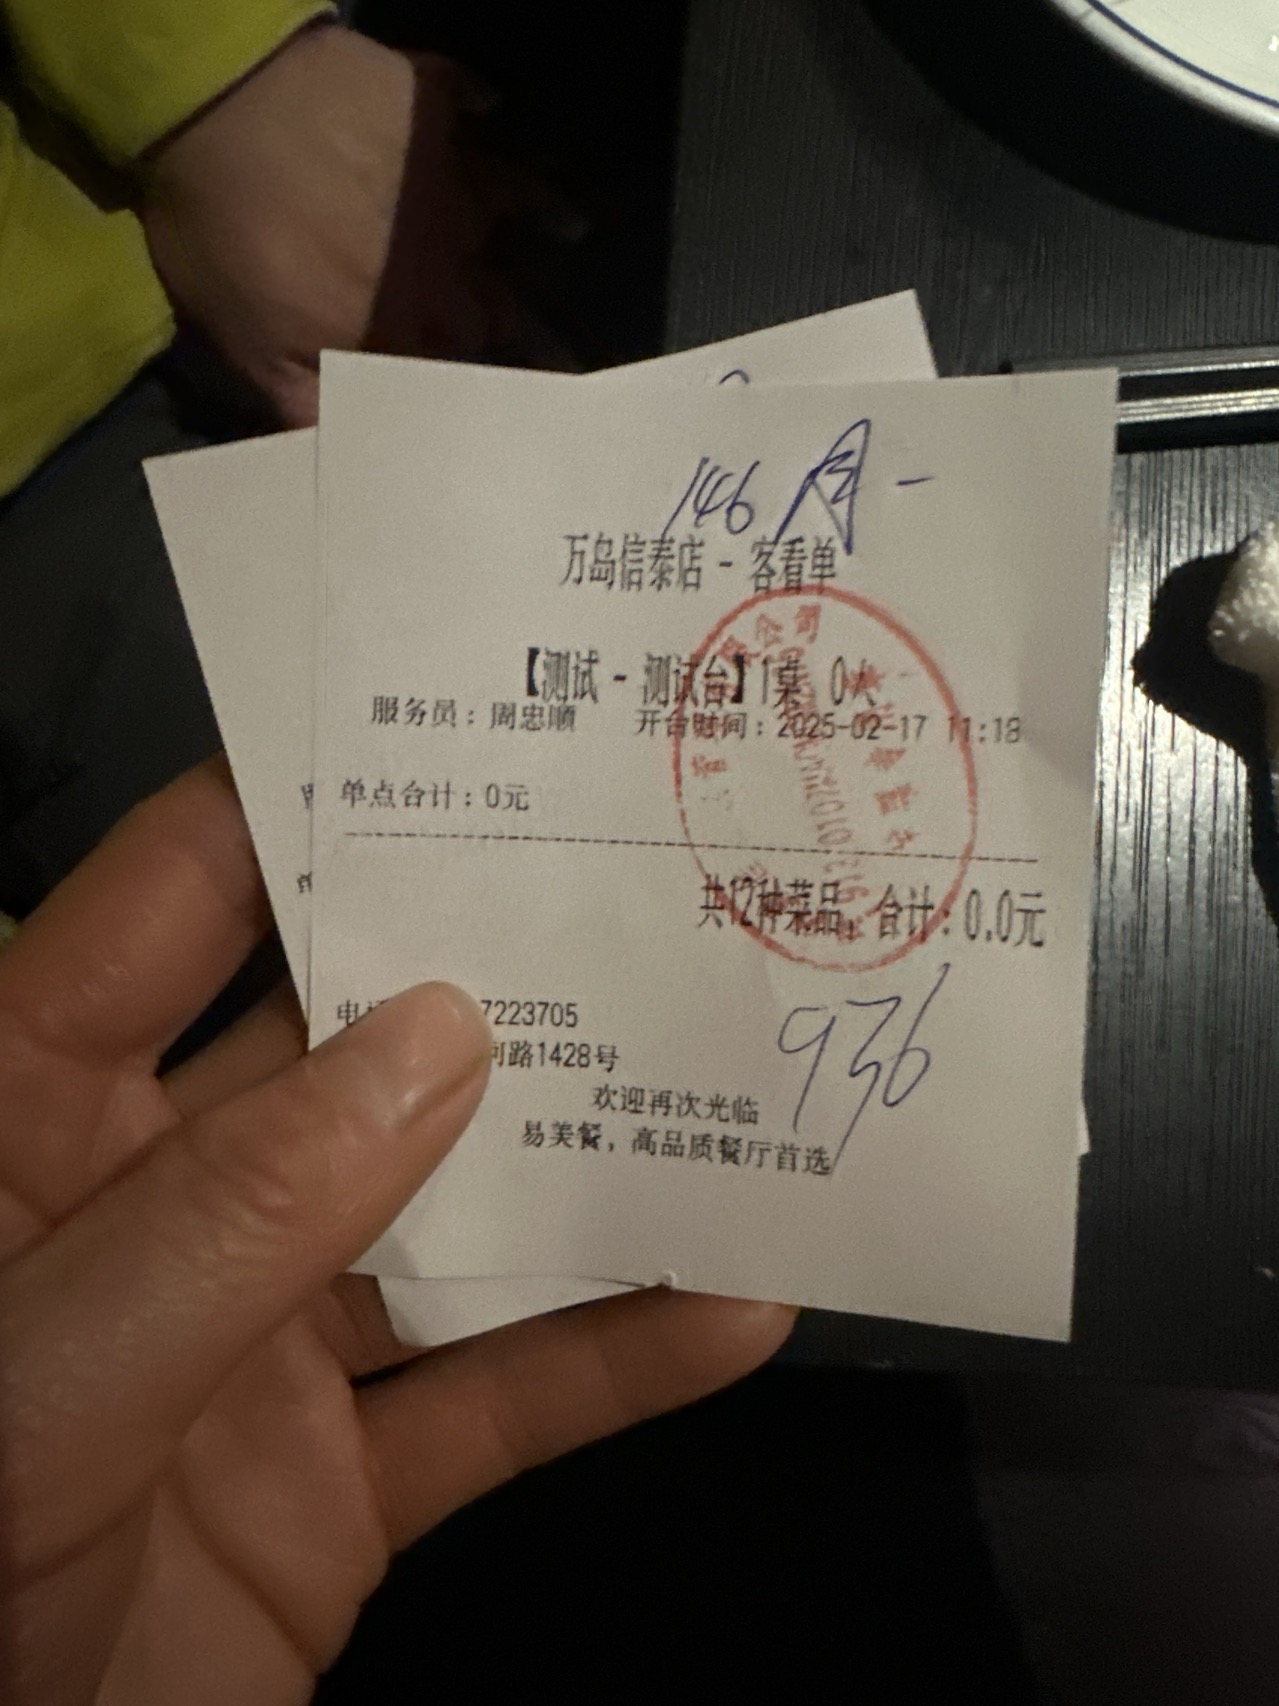 146
万岛信泰店 - 客看单
【测试 - 测试台】1桌, 0人
服务员：周忠顺 开台时间：2025-02-17 11:18
单点合计：0元
共12种菜品, 合计：0.0元
936
7223705
河路1428号
欢迎再次光临
易美餐，高品质餐厅首选